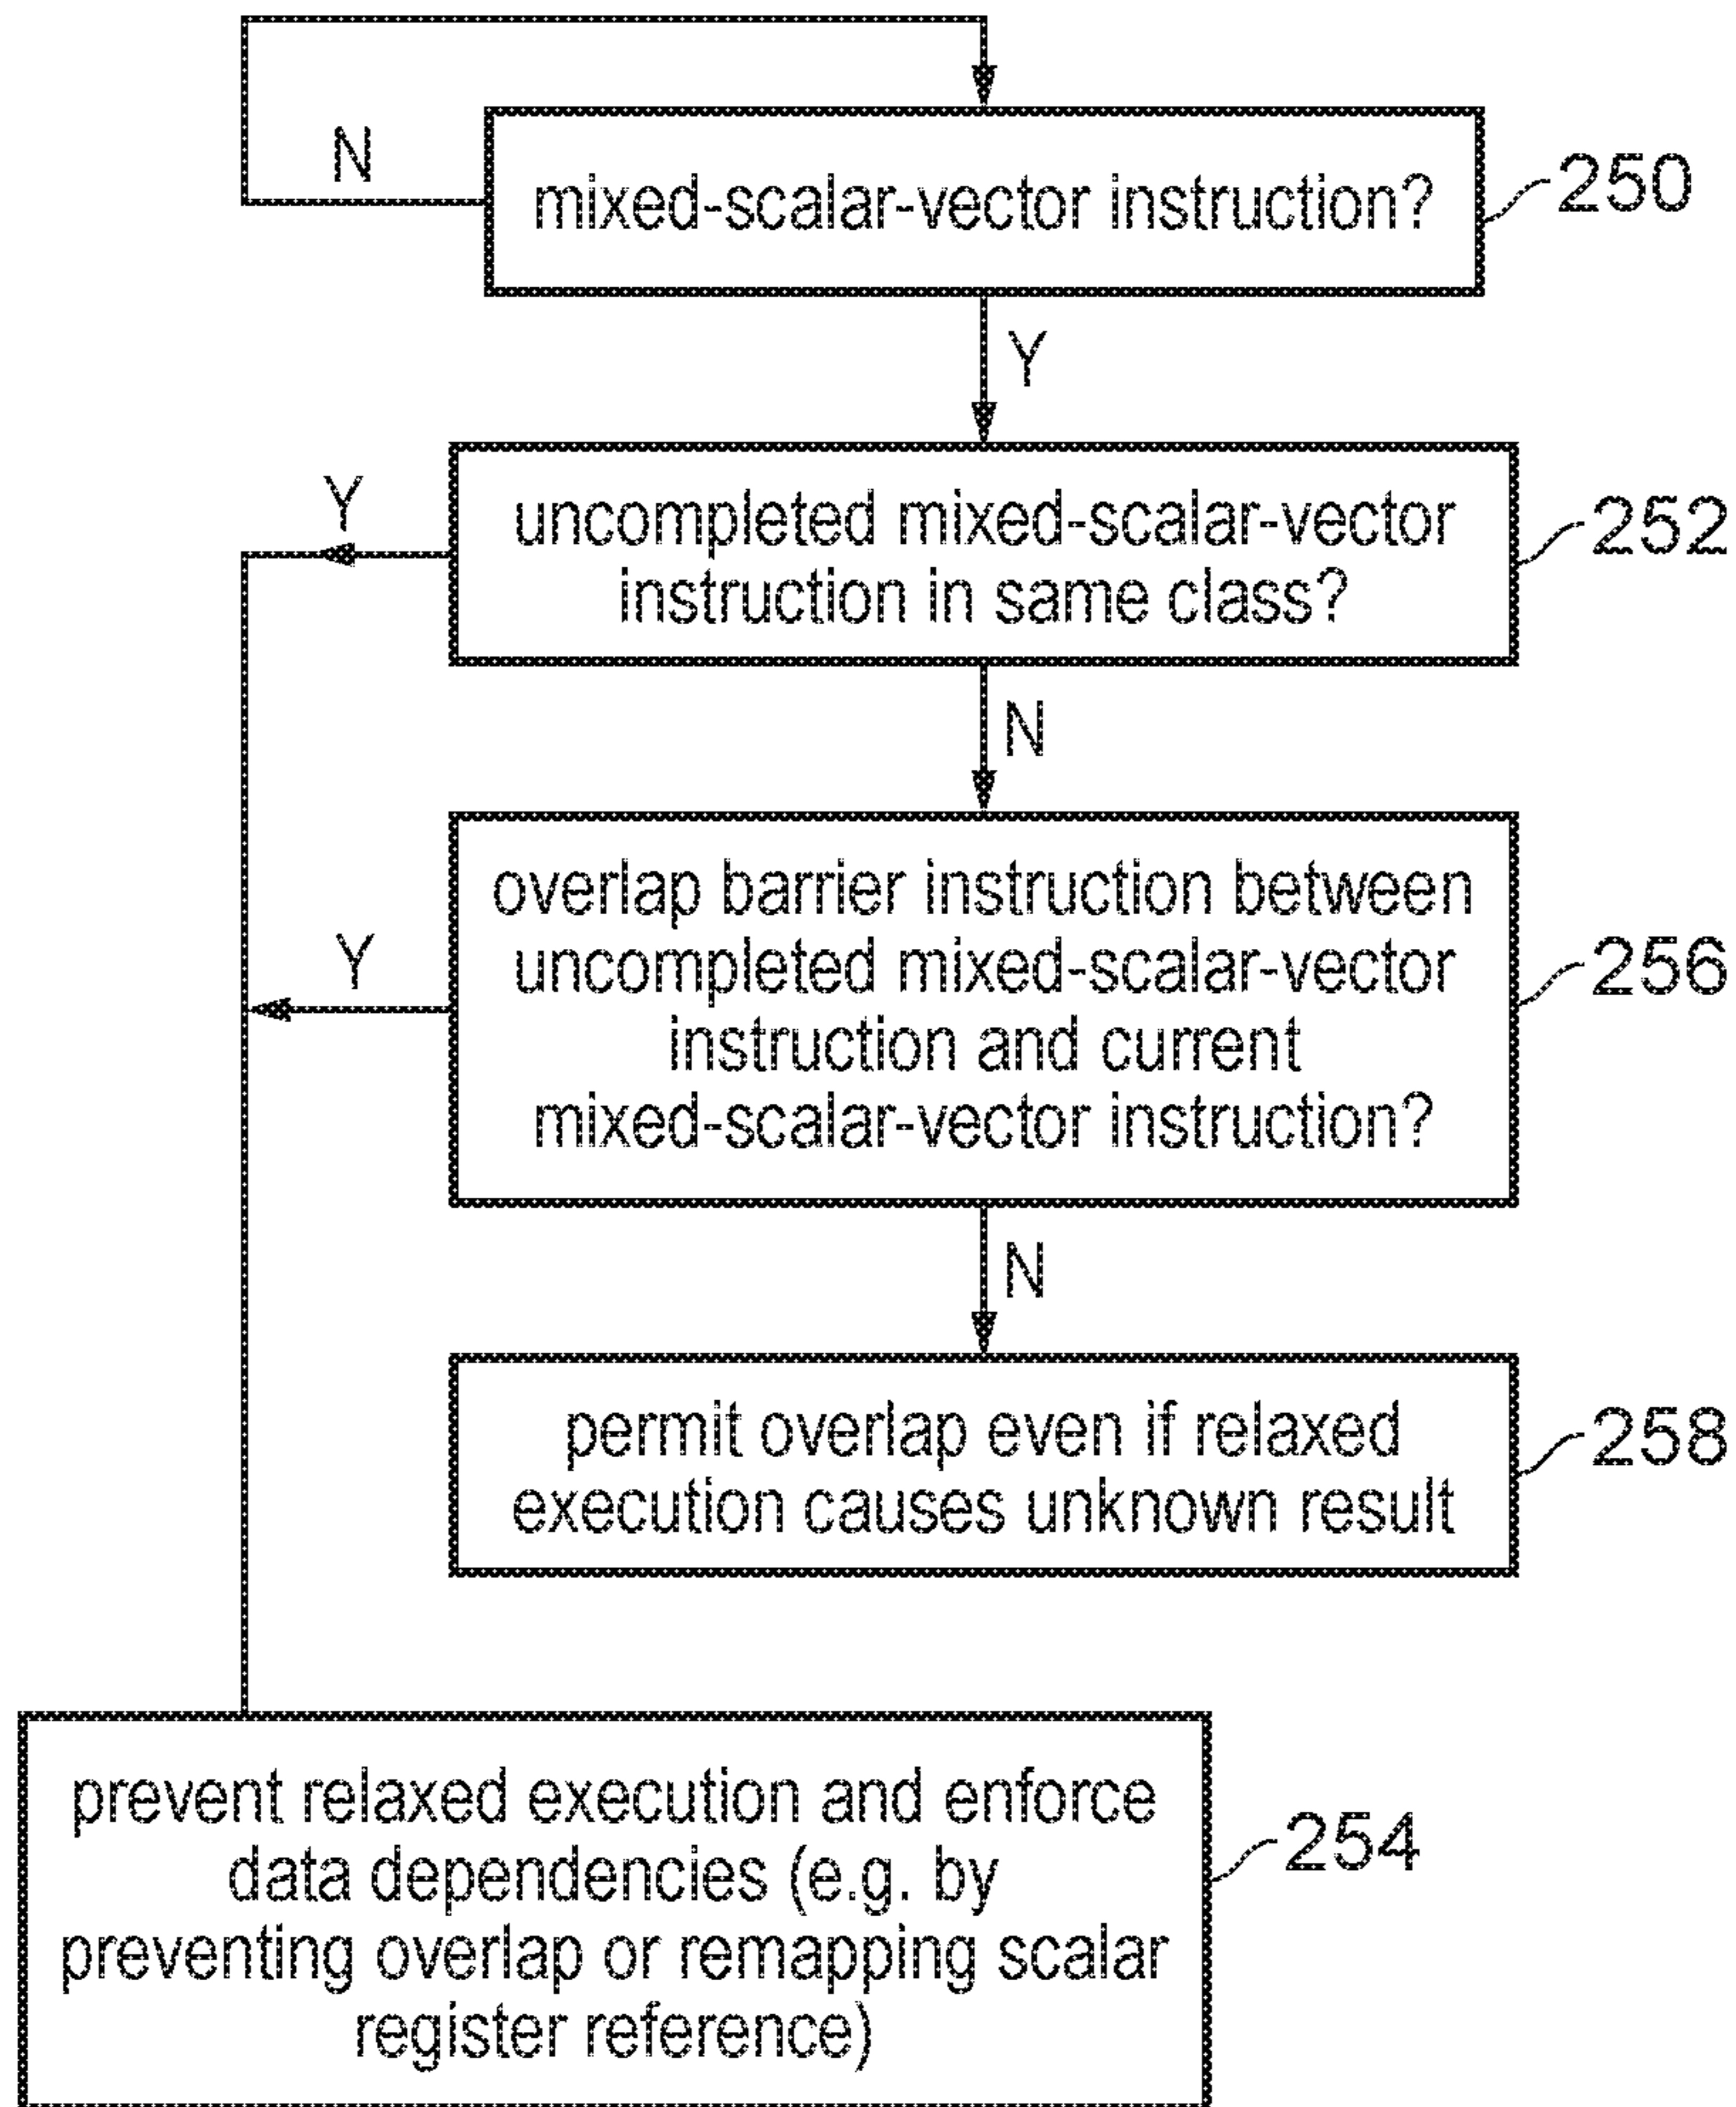 N
mixed-scalar-vector instruction?
250
Y
Y
uncompleted mixed-scalar-vector
instruction in same class?
252
N
overlap barrier instruction between
uncompleted mixed-scalar-vector
instruction and current
mixed-scalar-vector instruction?
Y
256
N
permit overlap even if relaxed
execution causes unknown result
258
prevent relaxed execution and enforce
data dependencies (e.g. by
preventing overlap or remapping scalar
register reference)
254